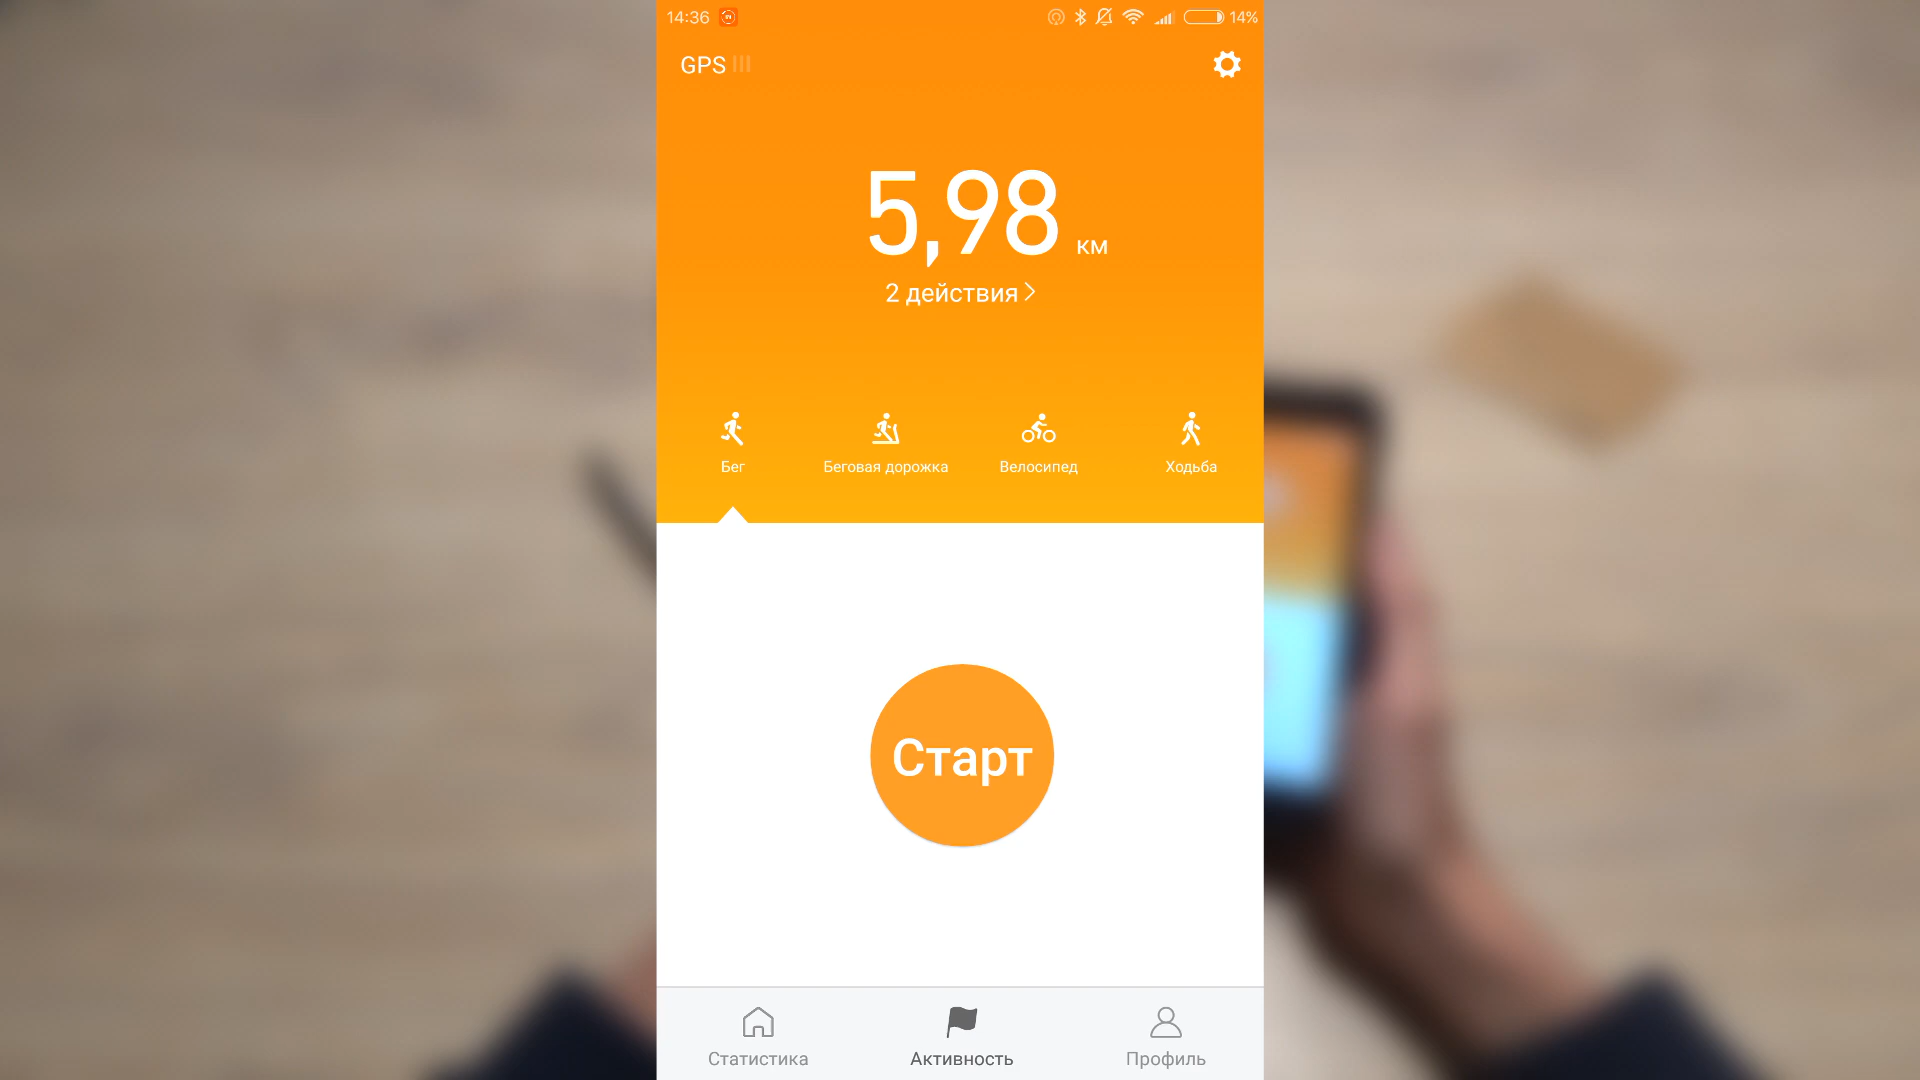 14:36
14%
GPS
5,98 км
2 действия
Бег
Беговая дорожка
Велосипед
Ходьба
Старт
Статистика
Активность
Профиль